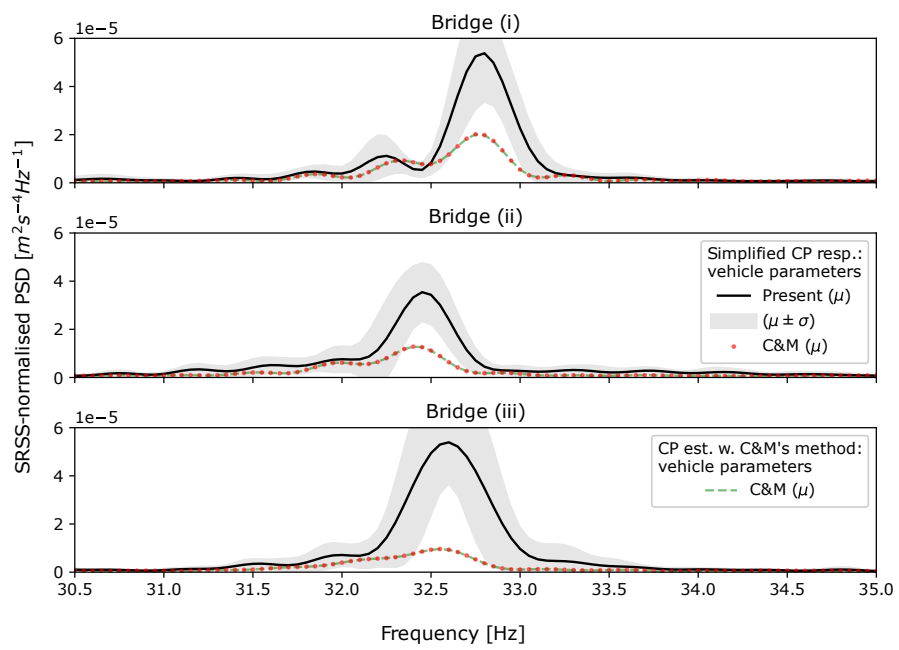 Bridge (i)
1e−5
6
4
2
0
Bridge (ii)
1e−5
6
4
2
0
Simplified CP resp.:
vehicle parameters
Present (μ)
(μ ± σ)
C&M (μ)
Bridge (iii)
1e−5
6
4
2
0
CP est. w. C&M's method:
vehicle parameters
C&M (μ)
30.5 31.0 31.5 32.0 32.5 33.0 33.5 34.0 34.5 35.0
Frequency [Hz]
SRSS-normalised PSD [m²s⁻⁴Hz⁻¹]